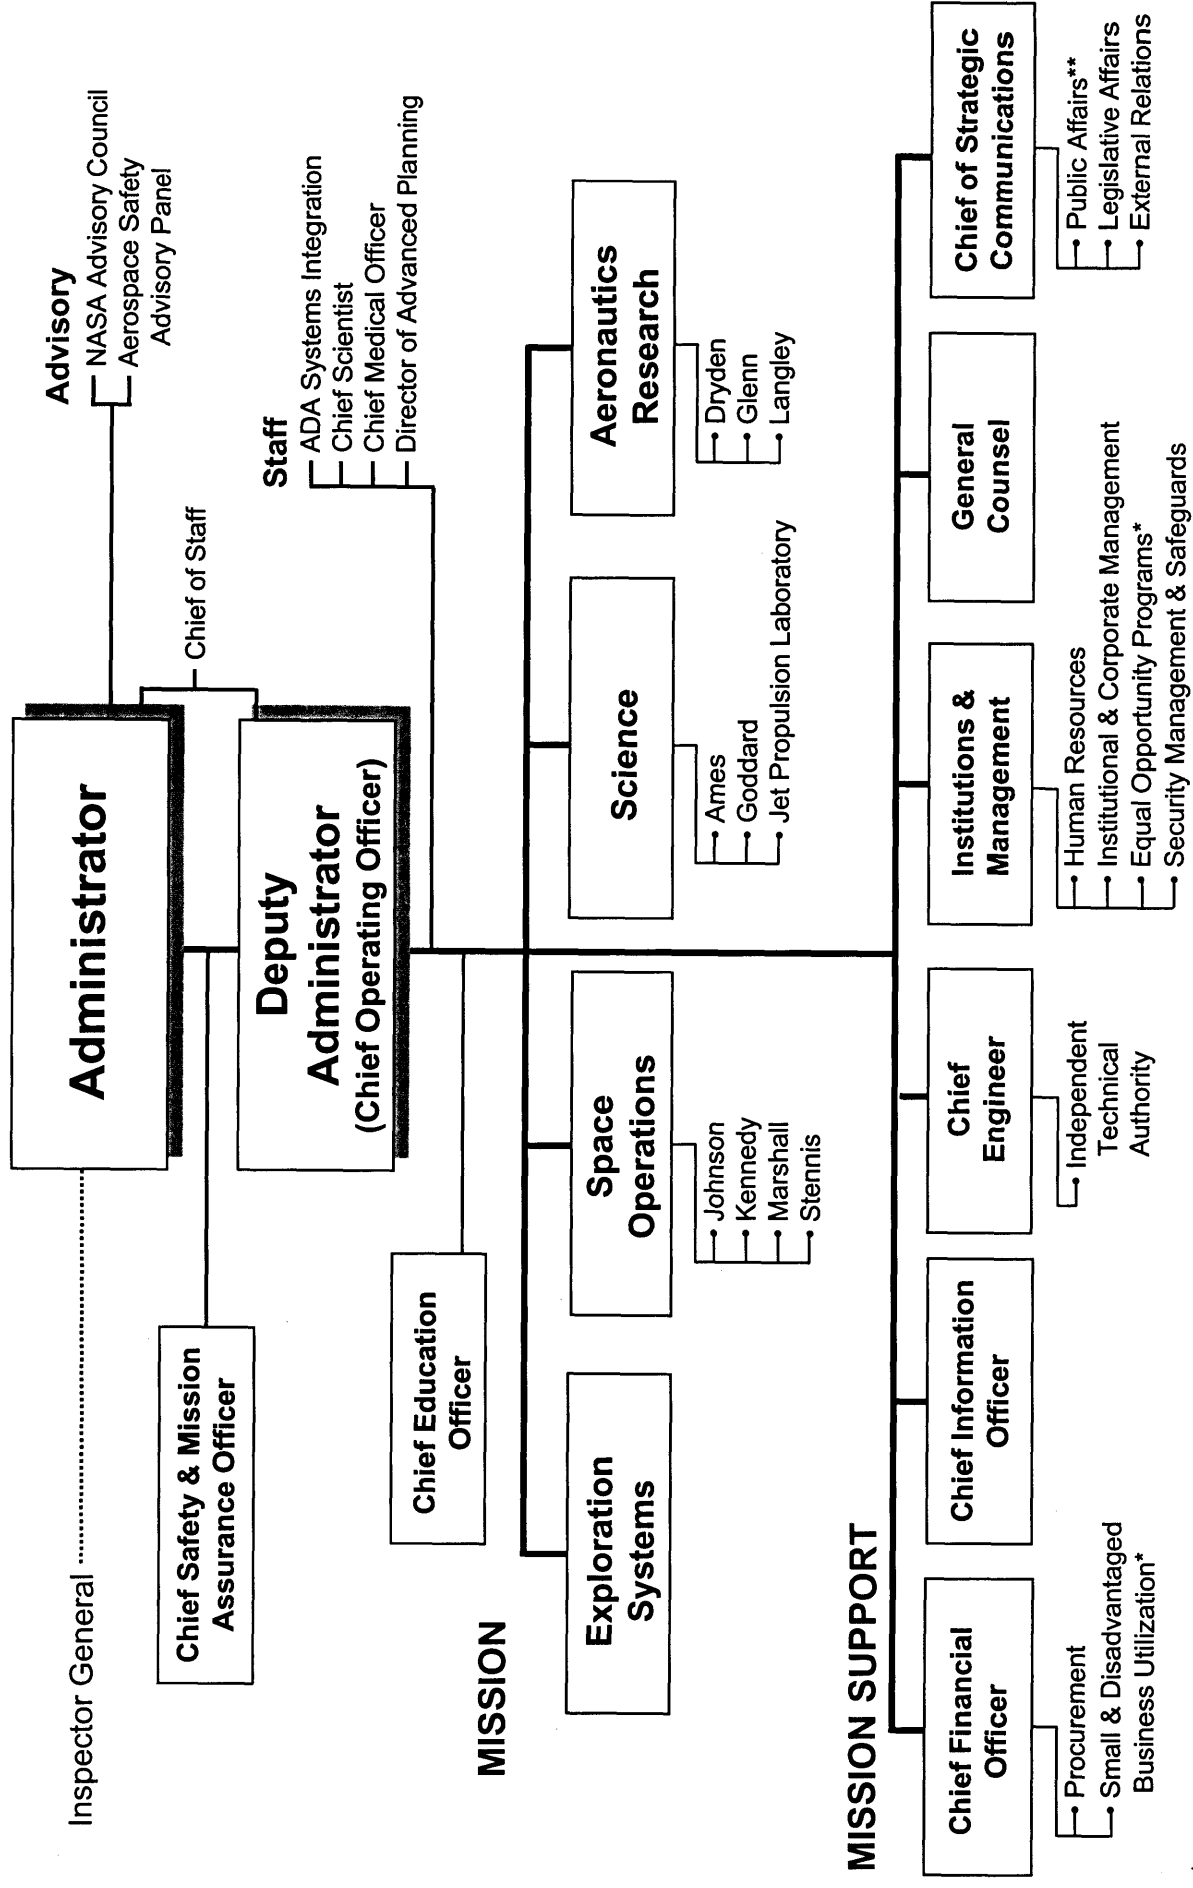 Administrator
Inspector General
Advisory
NASA Advisory Council
Aerospace Safety
Advisory Panel
Chief of Staff
Chief Safety & Mission
Assurance Officer
Deputy
Administrator
(Chief Operating Officer)
Staff
ADA Systems Integration
Chief Scientist
Chief Medical Officer
Director of Advanced Planning
Chief Education
Officer
MISSION
Exploration
Systems
Space
Operations
Johnson
Kennedy
Marshall
Stennis
Science
Ames
Goddard
Jet Propulsion Laboratory
Aeronautics
Research
Dryden
Glenn
Langley
MISSION SUPPORT
Chief Financial
Officer
Procurement
Small & Disadvantaged
Business Utilization*
Chief Information
Officer
Chief
Engineer
Independent
Technical
Authority
Institutions &
Management
Human Resources
Institutional & Corporate Management
Equal Opportunity Programs*
Security Management & Safeguards
General
Counsel
Chief of Strategic
Communications
Public Affairs**
Legislative Affairs
External Relations